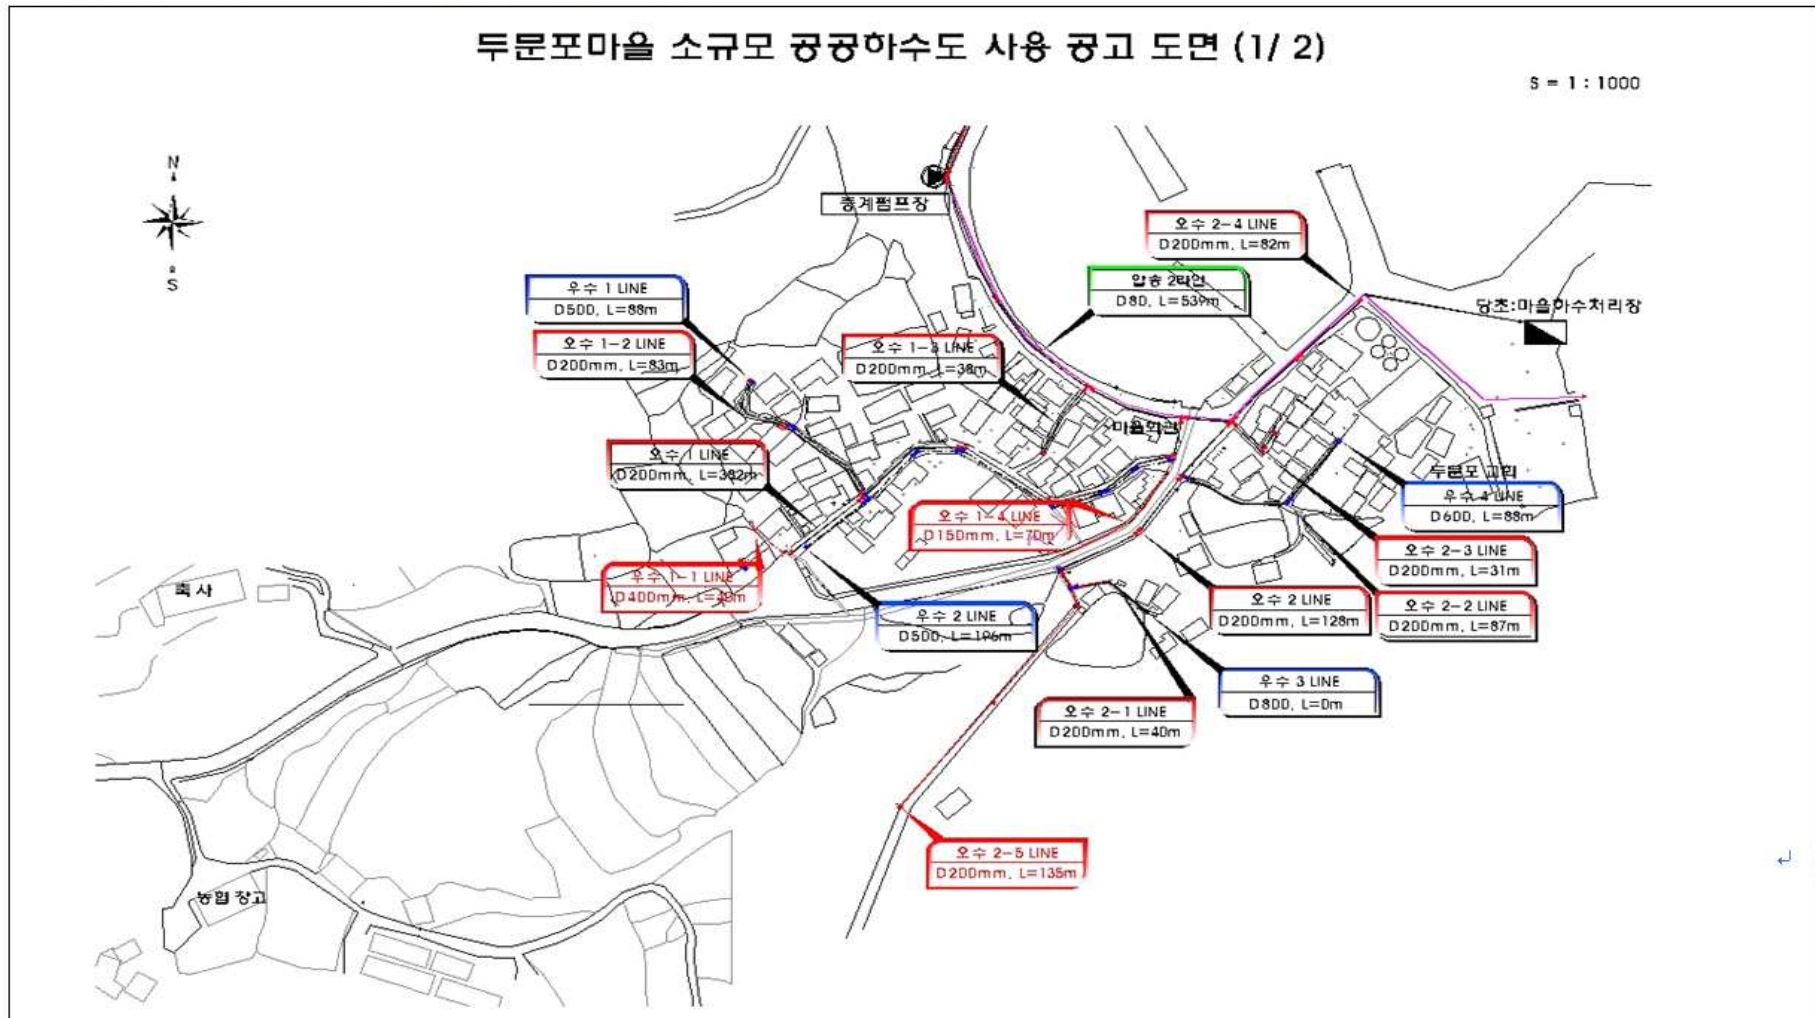 두문포마을 소규모 공공하수도 사용 공고 도면 (1/ 2)
S = 1 : 1000
N
S
중계펌프장
오수 2-4 LINE
D200mm, L=82m
압송 2라인
D80, L=539m
당초:마을하수처리장
우수 1 LINE
D500, L=88m
오수 1-2 LINE
D200mm, L=83m
오수 1-3 LINE
D200mm, L=38m
마을회관
오수 1 LINE
D200mm, L=382m
두문포 교회
우수 4 LINE
D600, L=88m
오수 1-4 LINE
D150mm, L=70m
오수 2-3 LINE
D200mm, L=31m
우수 1-1 LINE
D400mm, L=40m
축사
우수 2 LINE
D500, L=196m
오수 2 LINE
D200mm, L=128m
오수 2-2 LINE
D200mm, L=87m
우수 3 LINE
D800, L=0m
오수 2-1 LINE
D200mm, L=40m
오수 2-5 LINE
D200mm, L=135m
농협 창고